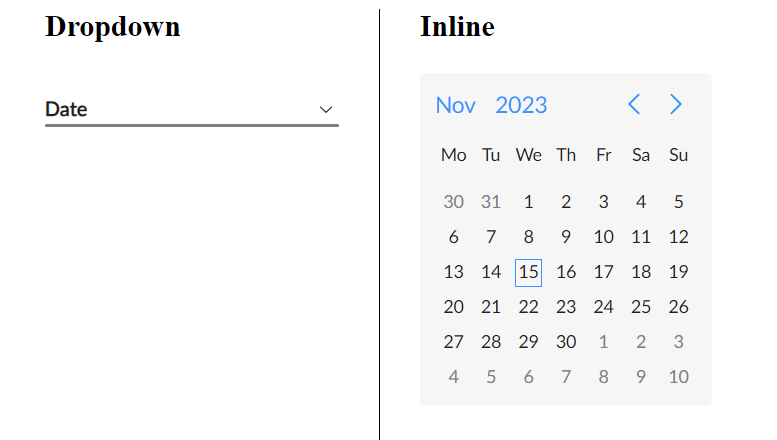 Dropdown
Date
Inline
Nov 2023
Mo Tu We Th Fr Sa Su
30 31 1 2 3 4 5
6 7 8 9 10 11 12
13 14 15 16 17 18 19
20 21 22 23 24 25 26
27 28 29 30 1 2 3
4 5 6 7 8 9 10